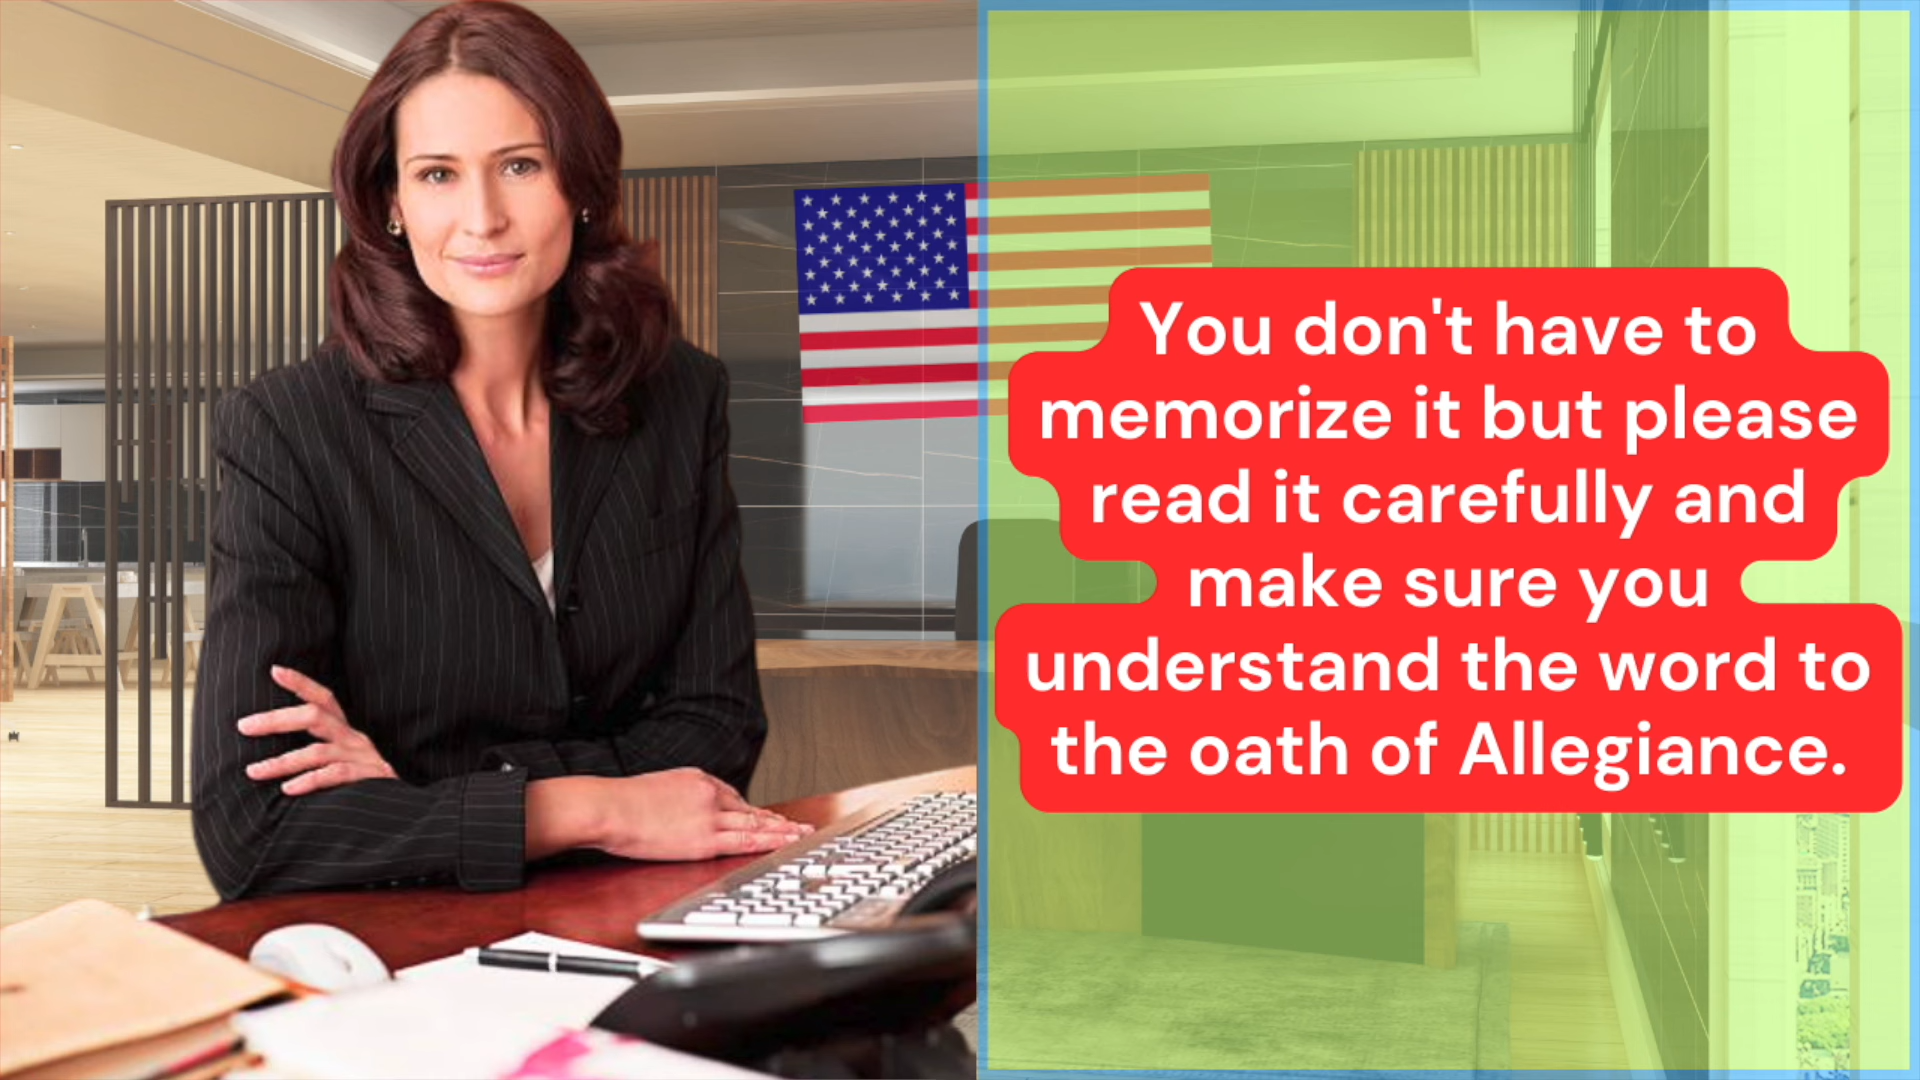 You don't have to
memorize it but please
read it carefully and
make sure you
understand the word to
the oath of Allegiance.